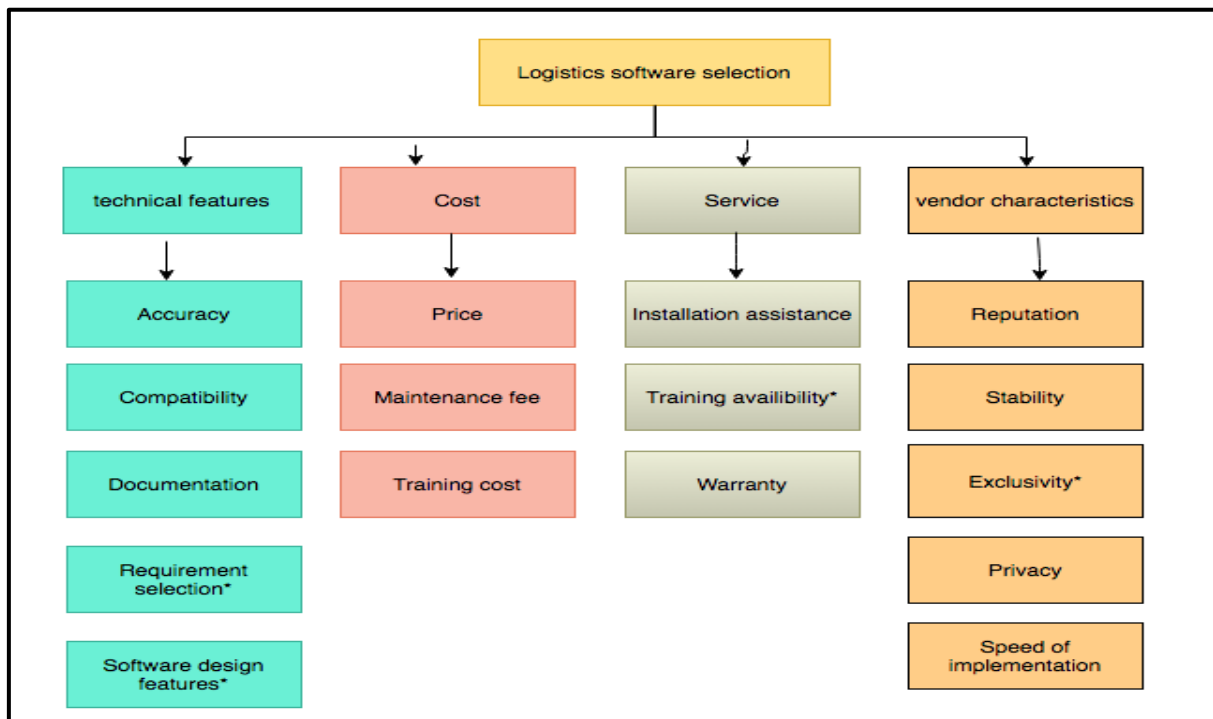 Logistics software selection
technical features
Cost
Service
vendor characteristics
Accuracy
Price
Installation assistance
Reputation
Compatibility
Maintenance fee
Training availibility*
Stability
Documentation
Training cost
Warranty
Exclusivity*
Requirement
selection*
Privacy
Software design
features*
Speed of
implementation